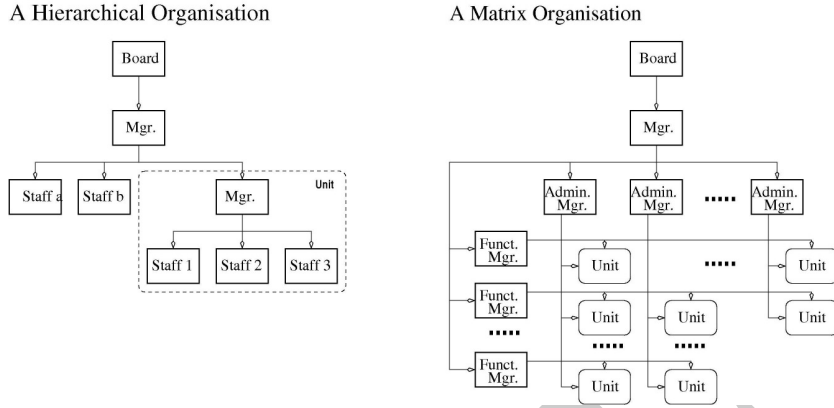 A Hierarchical Organisation
Board
Mgr.
Staff a
Staff b
Unit
Mgr.
Staff 1
Staff 2
Staff 3
A Matrix Organisation
Board
Mgr.
Admin.
Mgr.
Admin.
Mgr.
Admin.
Mgr.
Funct.
Mgr.
Unit
Unit
Funct.
Mgr.
Unit
Unit
Unit
Funct.
Mgr.
Unit
Unit